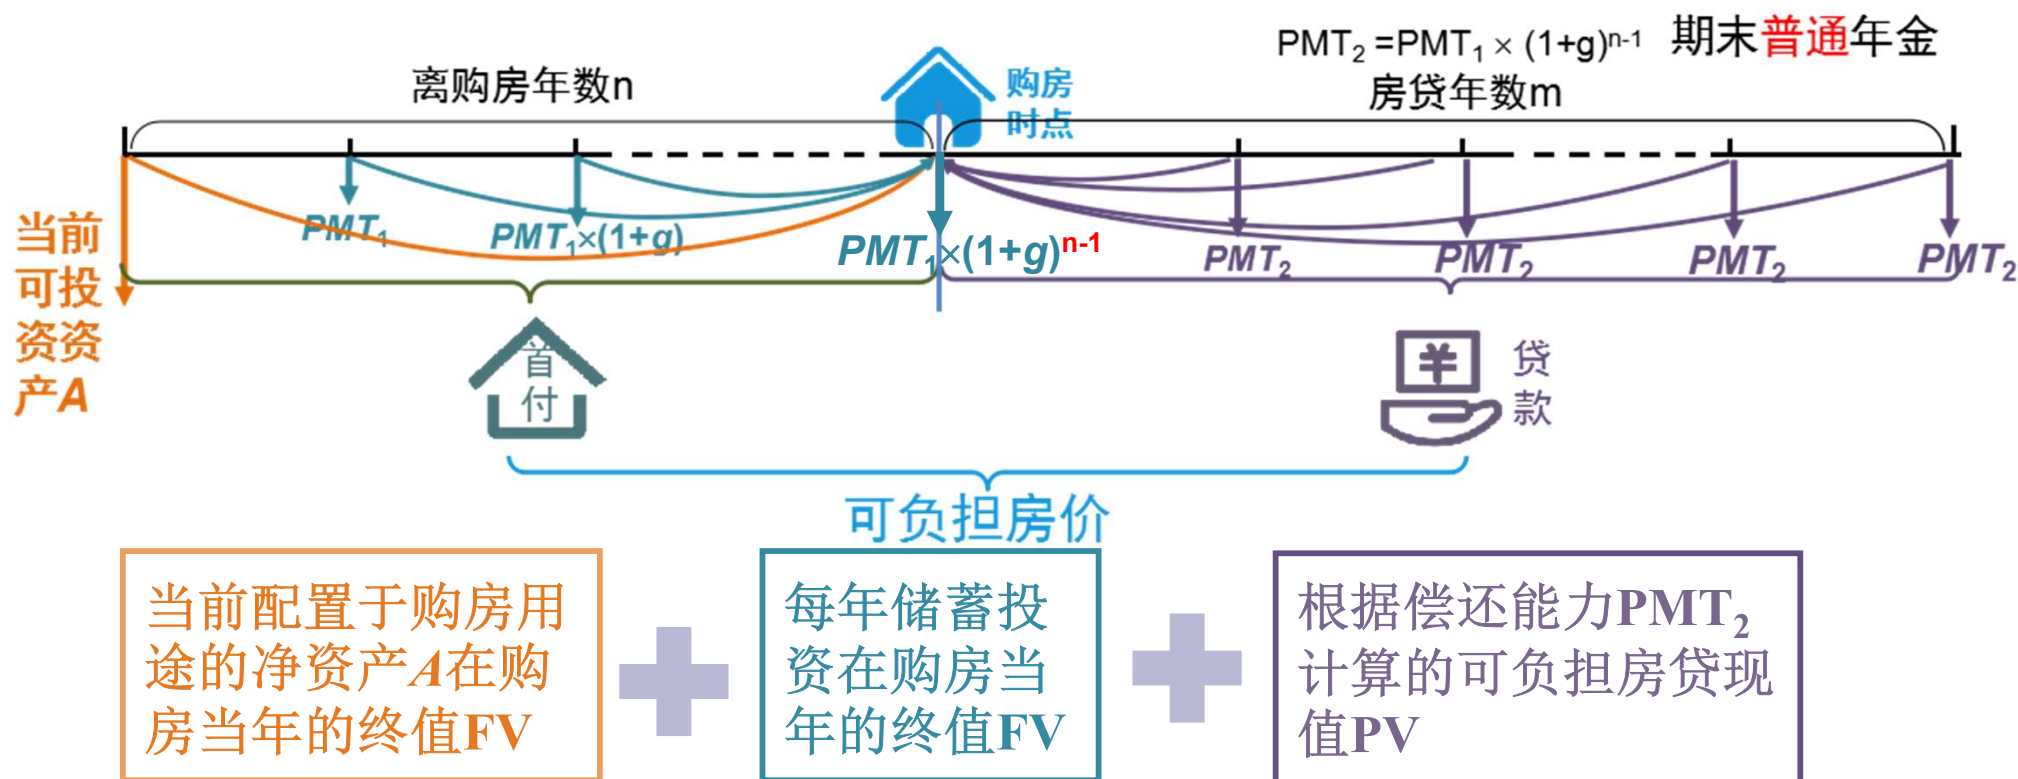 PMT₂ =PMT₁ × (1+g)ⁿ⁻¹ 期末普通年金
离购房年数n
购房
时点
房贷年数m
当前
可投
资资
产A
PMT₁
PMT₁×(1+g)
PMT₁×(1+g)ⁿ⁻¹
PMT₂
PMT₂
PMT₂
PMT₂
首
付
¥
贷
款
可负担房价
当前配置于购房用
途的净资产A在购
房当年的终值FV
每年储蓄投
资在购房当
年的终值FV
根据偿还能力PMT₂
计算的可负担房贷现
值PV